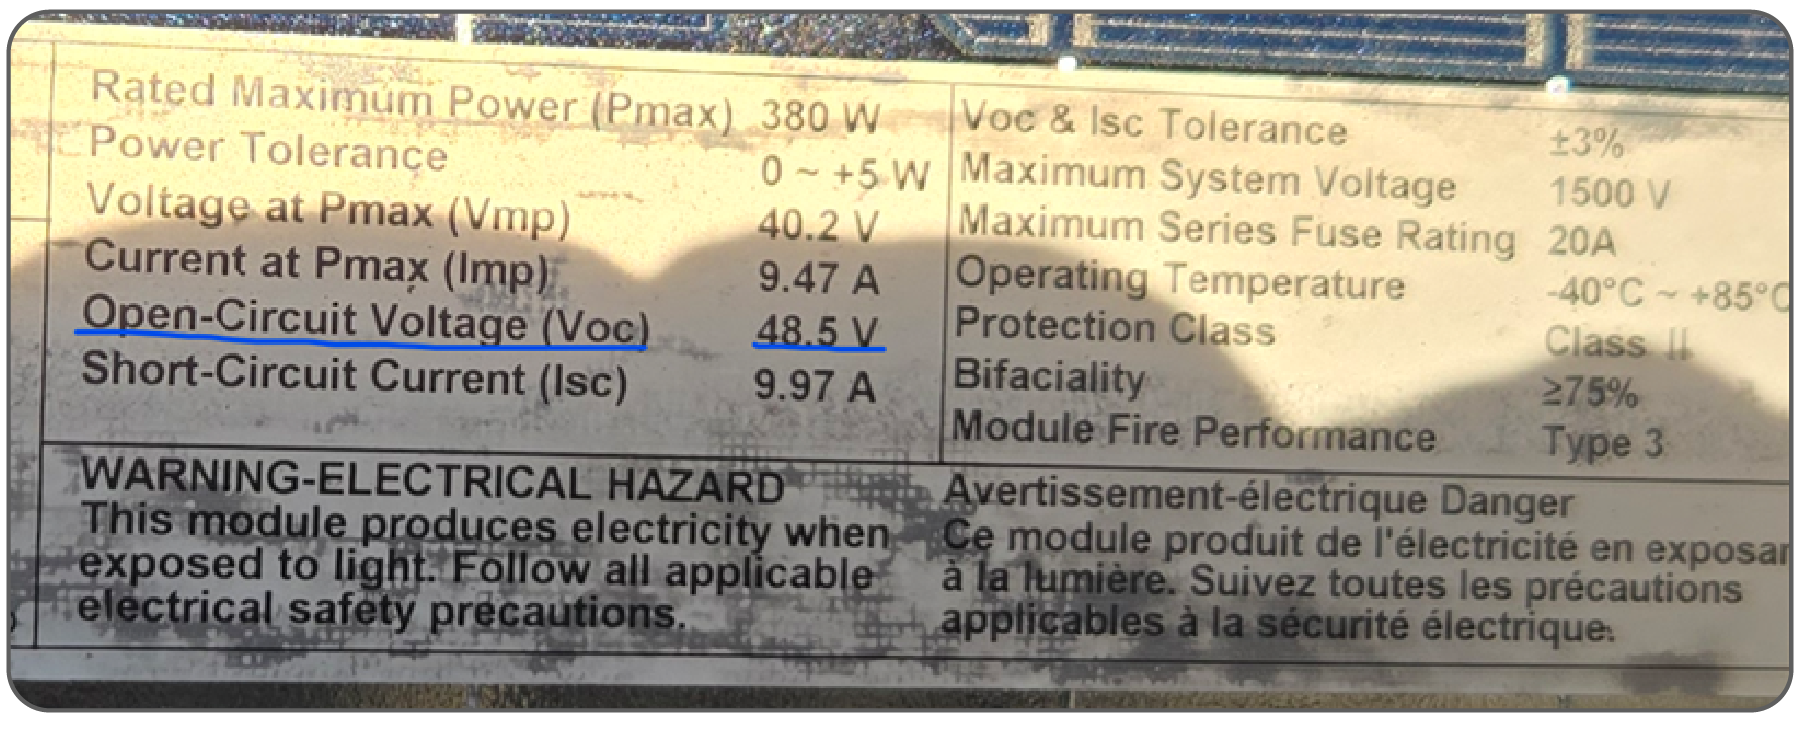 Rated Maximum Power (Pmax) 380 W
Power Tolerance 0 ~ +5 W
Voltage at Pmax (Vmp) 40.2 V
Current at Pmax (Imp) 9.47 A
Open-Circuit Voltage (Voc) 48.5 V
Short-Circuit Current (Isc) 9.97 A
Voc & Isc Tolerance ±3%
Maximum System Voltage 1500 V
Maximum Series Fuse Rating 20A
Operating Temperature -40°C ~ +85°C
Protection Class Class II
Bifaciality ≥75%
Module Fire Performance Type 3
WARNING-ELECTRICAL HAZARD
This module produces electricity when
exposed to light. Follow all applicable
electrical safety precautions.
Avertissement-électrique Danger
Ce module produit de l'électricité en exposan
à la lumière. Suivez toutes les précautions
applicables à la sécurité électrique.